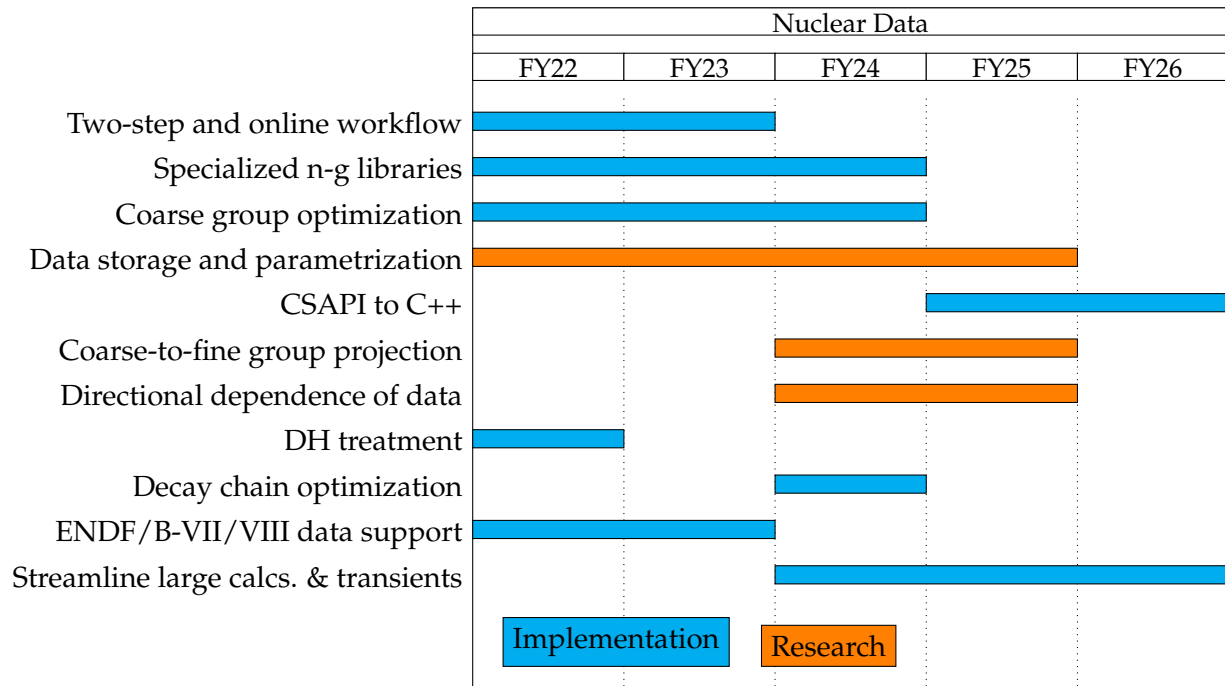 Nuclear Data
FY22 FY23 FY24 FY25 FY26
Two-step and online workflow
Specialized n-g libraries
Coarse group optimization
Data storage and parametrization
CSAPI to C++
Coarse-to-fine group projection
Directional dependence of data
DH treatment
Decay chain optimization
ENDF/B-VII/VIII data support
Streamline large calcs. & transients
Implementation Research